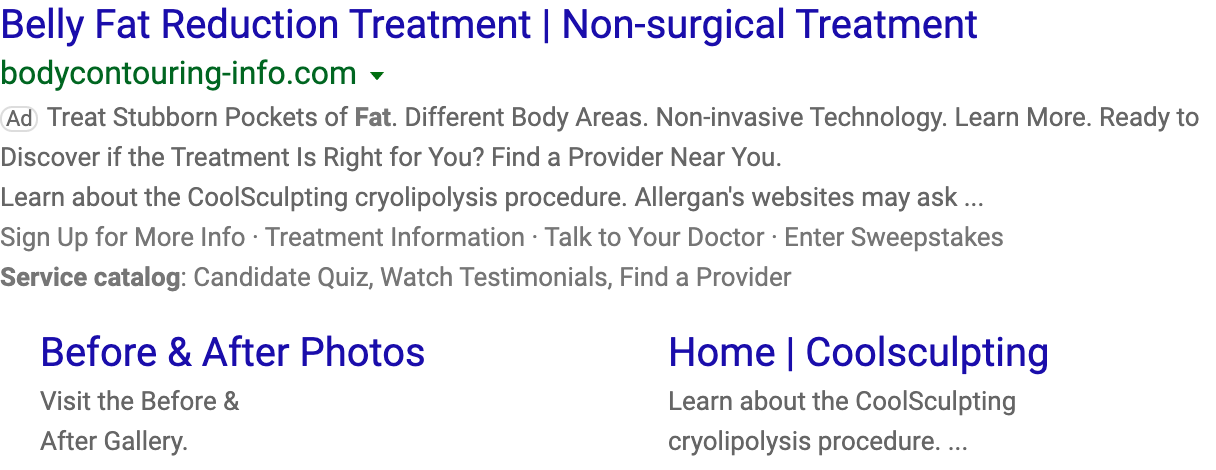 Belly Fat Reduction Treatment | Non-surgical Treatment
bodycontouring-info.com
Ad Treat Stubborn Pockets of Fat. Different Body Areas. Non-invasive Technology. Learn More. Ready to
Discover if the Treatment Is Right for You? Find a Provider Near You.
Learn about the CoolSculpting cryolipolysis procedure. Allergan's websites may ask ...
Sign Up for More Info · Treatment Information · Talk to Your Doctor · Enter Sweepstakes
Service catalog: Candidate Quiz, Watch Testimonials, Find a Provider
Before & After Photos
Visit the Before &
After Gallery.
Home | Coolsculpting
Learn about the CoolSculpting
cryolipolysis procedure. ...